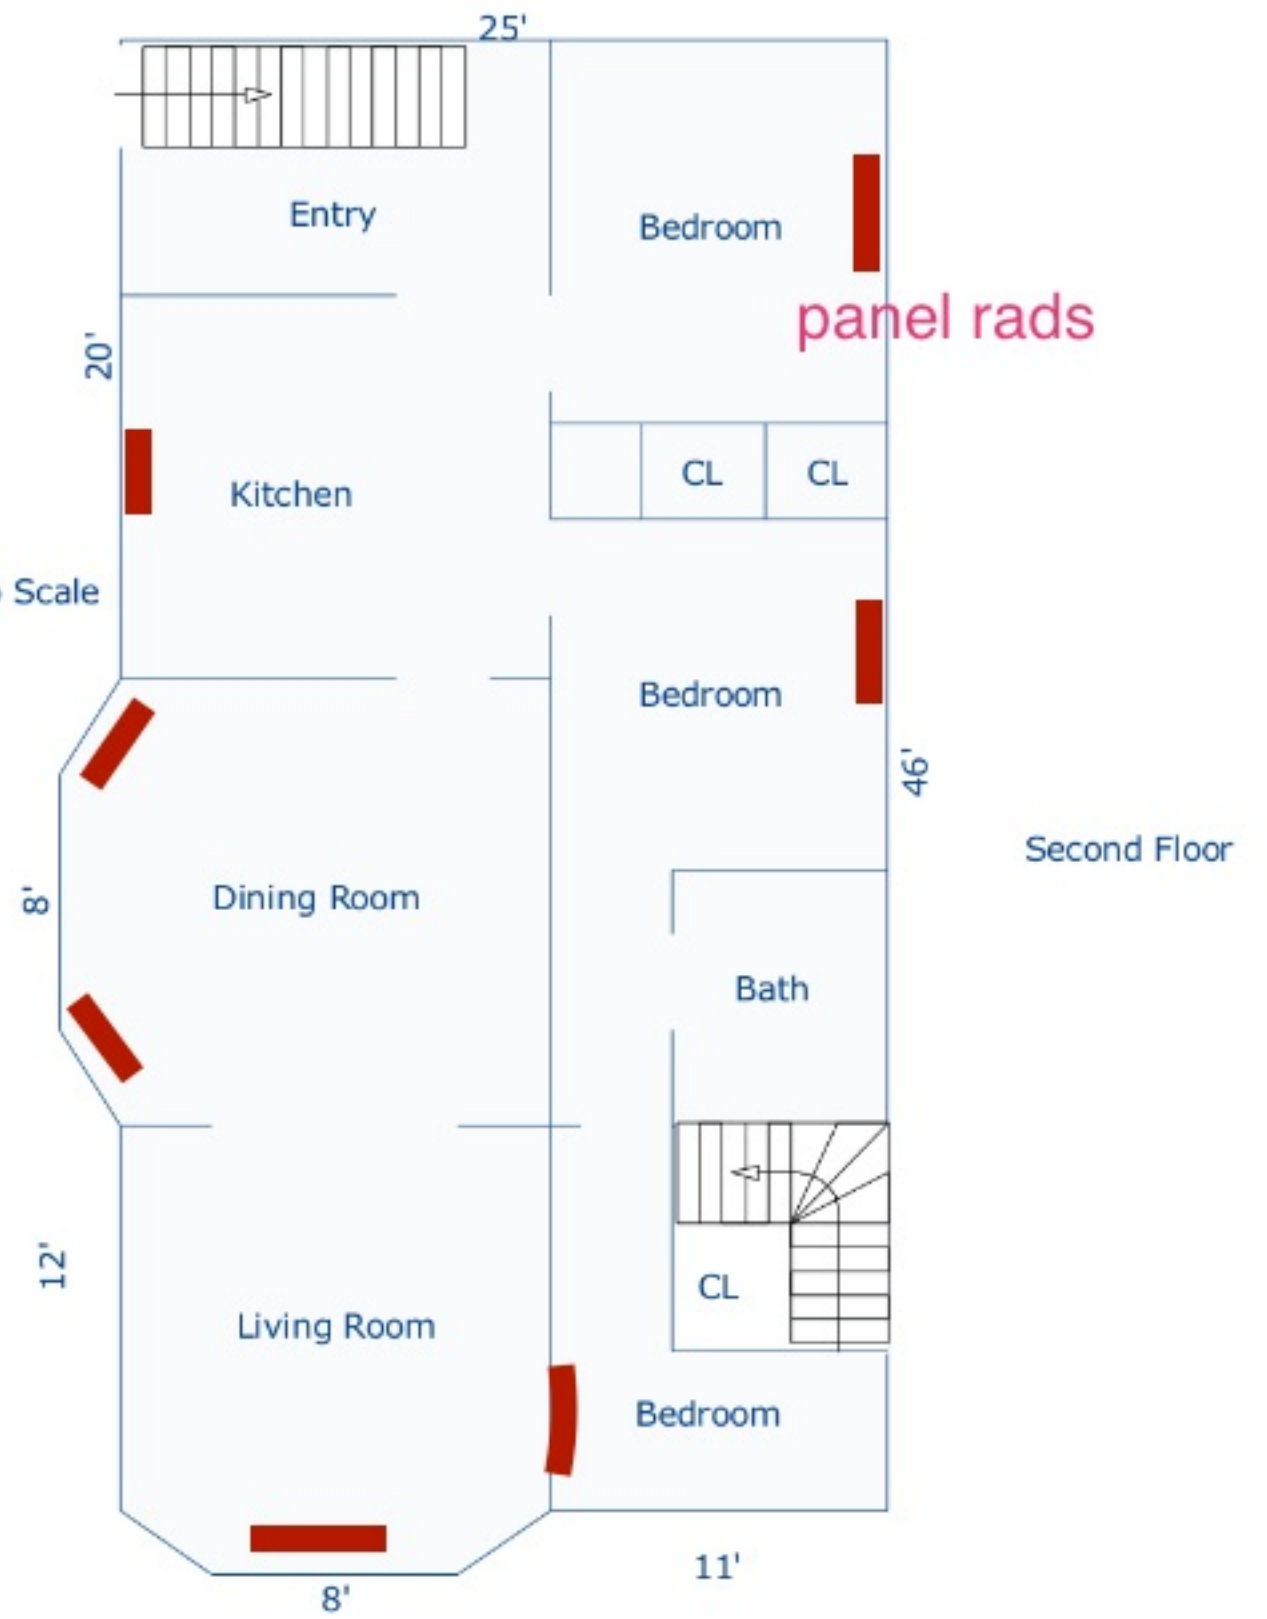 25'
Entry
Bedroom
panel rads
20'
CL
CL
Kitchen
Scale
Bedroom
46'
Second Floor
8'
Dining Room
Bath
12'
CL
Living Room
Bedroom
11'
8'